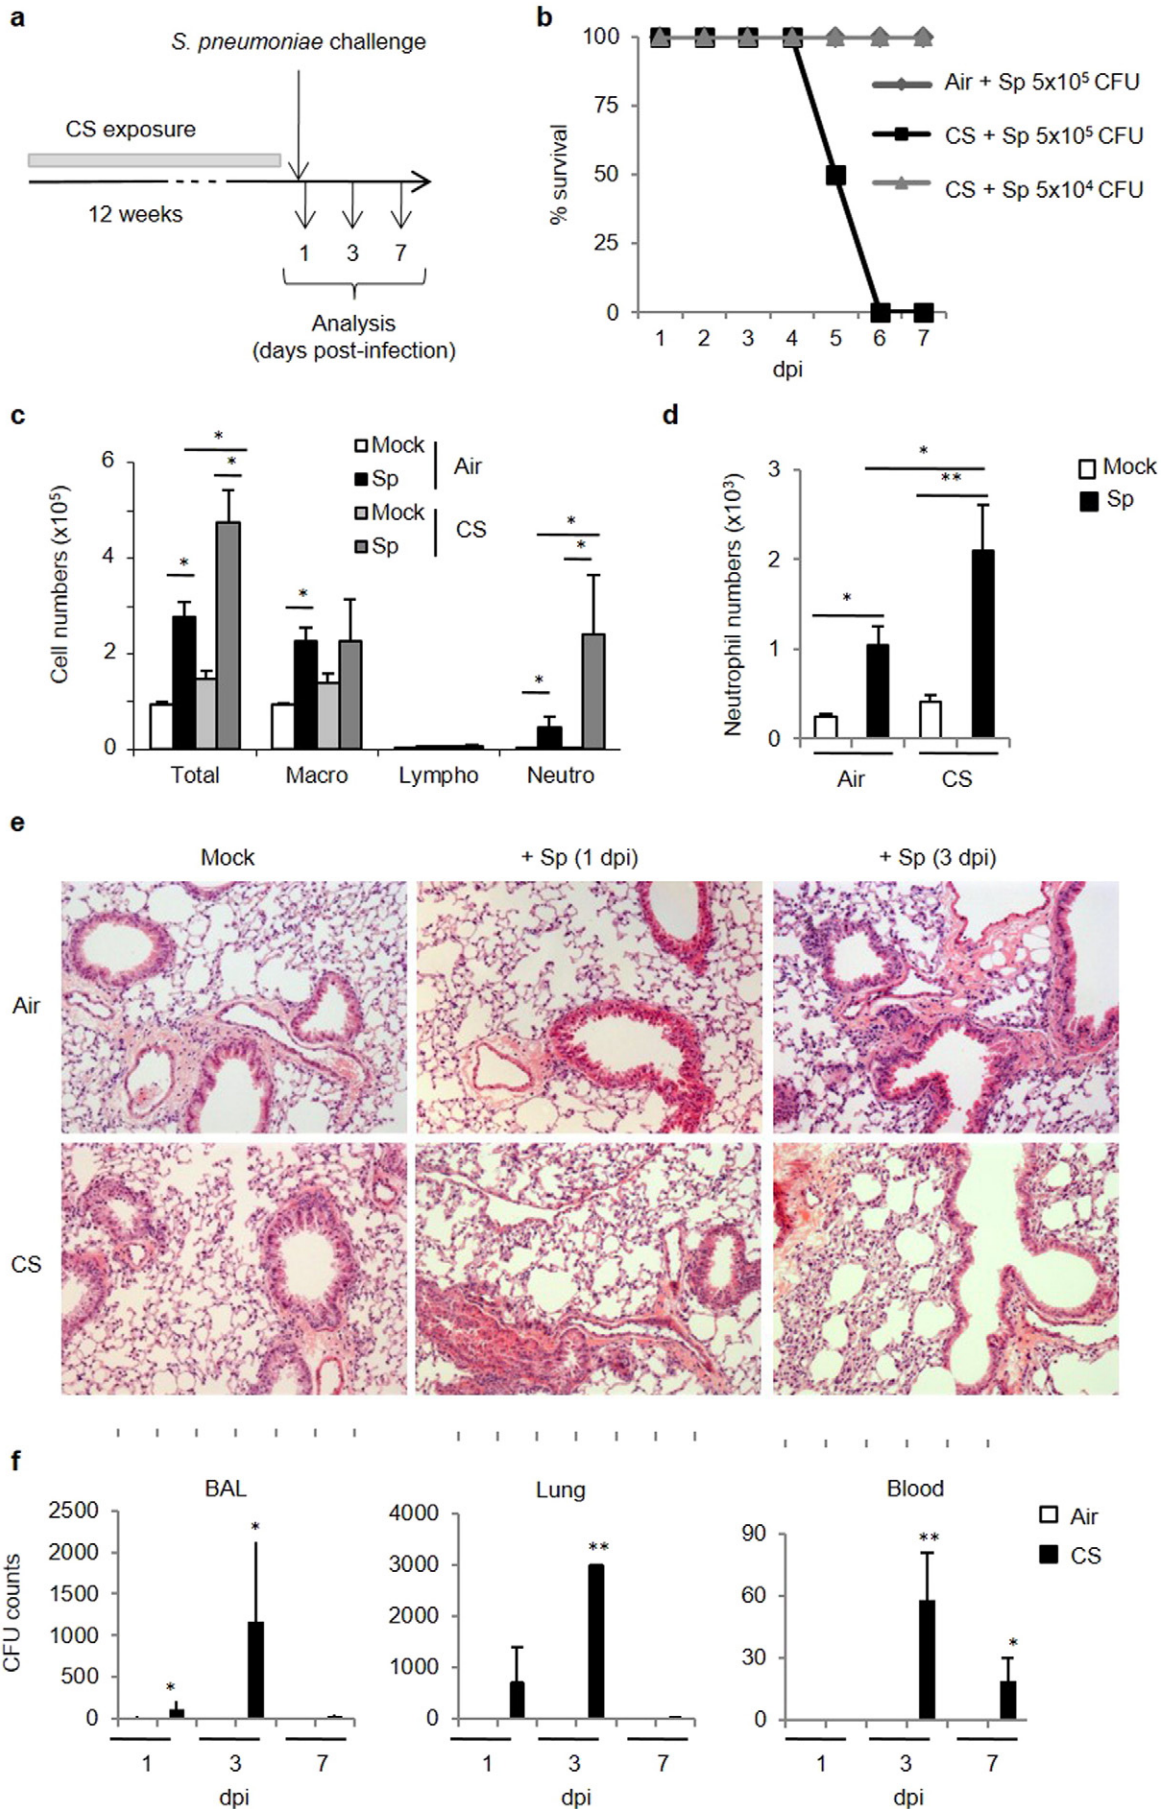 a
S. pneumoniae challenge
CS exposure
12 weeks
1 3 7
Analysis
(days post-infection)
b
100
75
50
25
0
% survival
1 2 3 4 5 6 7
dpi
Air + Sp 5x10⁵ CFU
CS + Sp 5x10⁵ CFU
CS + Sp 5x10⁴ CFU
c
Cell numbers (x10⁵)
6
4
2
0
* * * * * * *
Mock
Sp
Air
Mock
Sp
CS
Total Macro Lympho Neutro
d
Neutrophil numbers (x10³)
3
2
1
0
*
**
*
Mock
Sp
Air CS
e
Mock + Sp (1 dpi) + Sp (3 dpi)
Air
CS
f
BAL
CFU counts
2500
2000
1500
1000
500
0
* *
1 3 7
dpi
Lung
4000
3000
2000
1000
0
**
1 3 7
dpi
Blood
90
60
30
0
** *
1 3 7
dpi
Air
CS